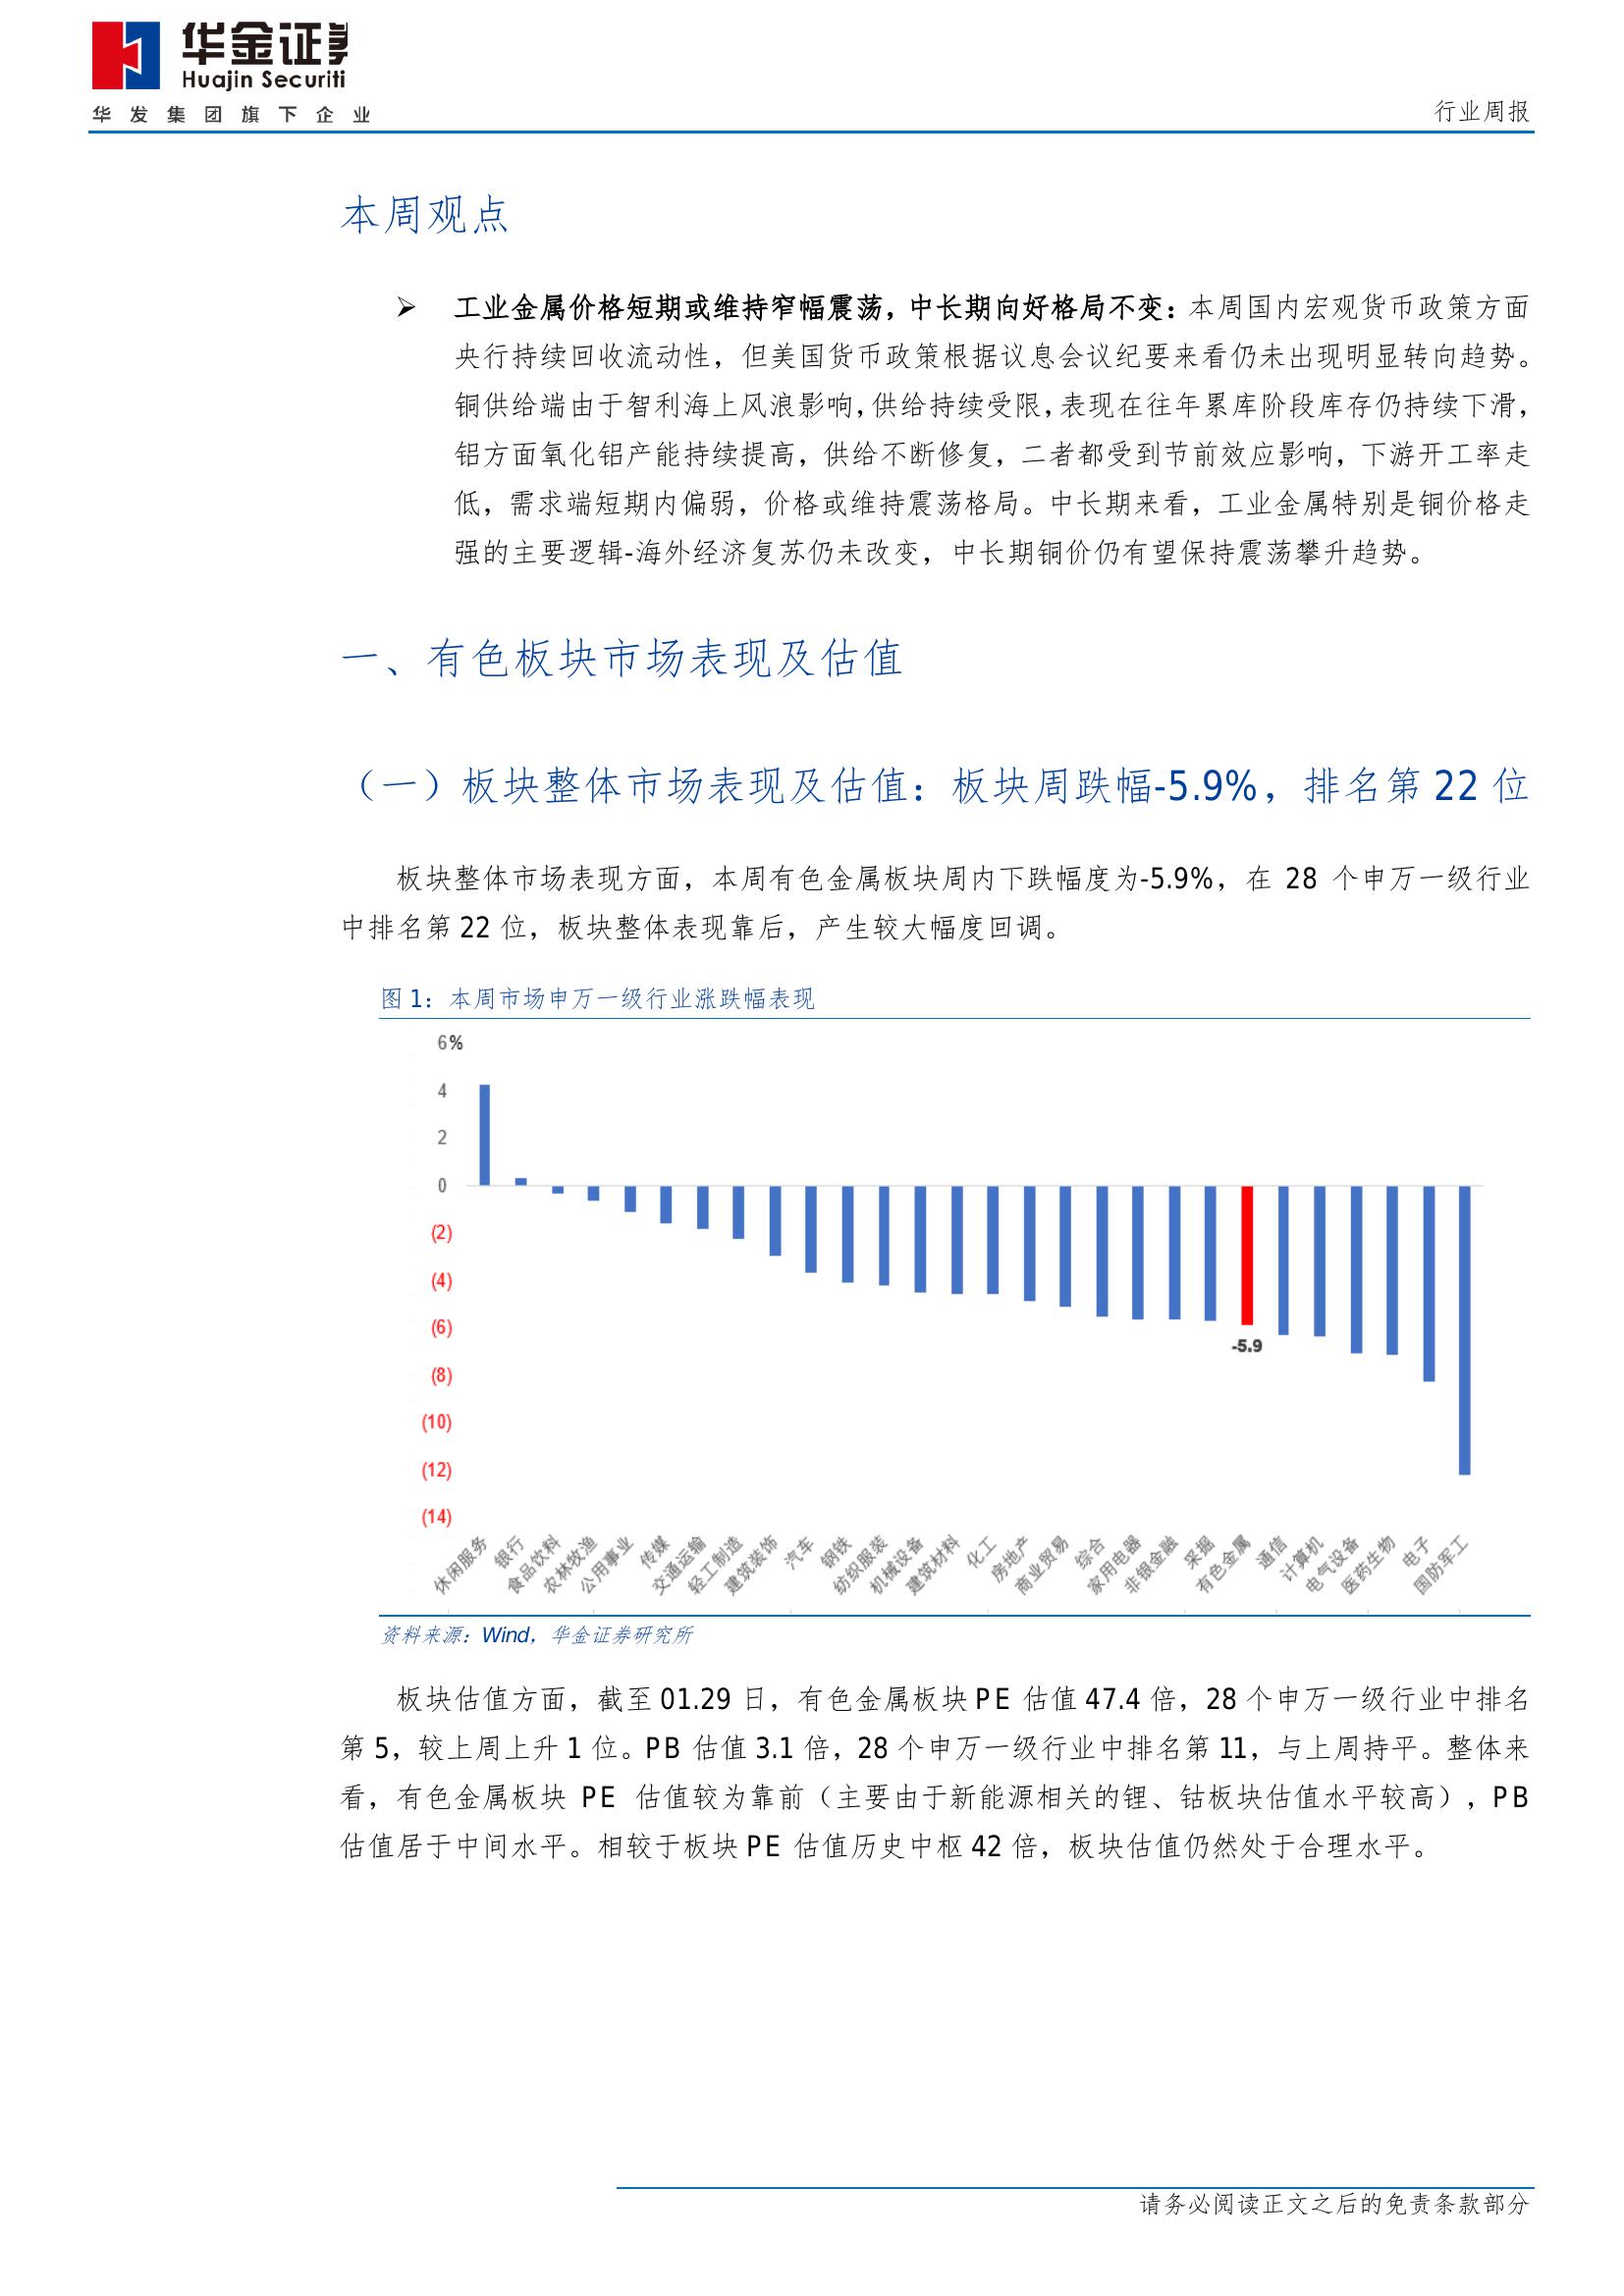 华金证券
Huajin Securiti
华发集团旗下企业
行业周报
本周观点
➢ 工业金属价格短期或维持窄幅震荡，中长期向好格局不变：本周国内宏观货币政策方面
央行持续回收流动性，但美国货币政策根据议息会议纪要来看仍未出现明显转向趋势。
铜供给端由于智利海上风浪影响，供给持续受限，表现在往年累库阶段库存仍持续下滑，
铝方面氧化铝产能持续提高，供给不断修复，二者都受到节前效应影响，下游开工率走
低，需求端短期内偏弱，价格或维持震荡格局。中长期来看，工业金属特别是铜价格走
强的主要逻辑-海外经济复苏仍未改变，中长期铜价仍有望保持震荡攀升趋势。
一、有色板块市场表现及估值
（一）板块整体市场表现及估值：板块周跌幅-5.9%，排名第 22 位
板块整体市场表现方面，本周有色金属板块周内下跌幅度为-5.9%，在 28 个申万一级行业
中排名第 22 位，板块整体表现靠后，产生较大幅度回调。
图 1：本周市场申万一级行业涨跌幅表现
6%
4
2
0
(2)
(4)
(6)
(8)
(10)
(12)
(14)
-5.9
休闲服务
银行
食品饮料
农林牧渔
公用事业
传媒
交通运输
轻工制造
建筑装饰
汽车
钢铁
纺织服装
机械设备
建筑材料
化工
房地产
商业贸易
综合
家用电器
非银金融
采掘
有色金属
通信
计算机
电气设备
医药生物
电子
国防军工
资料来源：Wind，华金证券研究所
板块估值方面，截至 01.29 日，有色金属板块 PE 估值 47.4 倍，28 个申万一级行业中排名
第 5，较上周上升 1 位。PB 估值 3.1 倍，28 个申万一级行业中排名第 11，与上周持平。整体来
看，有色金属板块 PE 估值较为靠前（主要由于新能源相关的锂、钴板块估值水平较高），PB
估值居于中间水平。相较于板块 PE 估值历史中枢 42 倍，板块估值仍然处于合理水平。
请务必阅读正文之后的免责条款部分